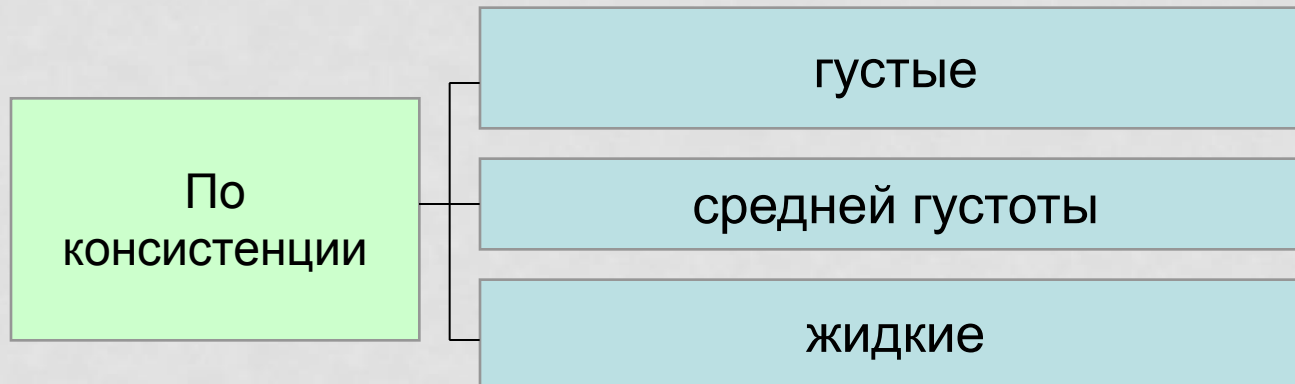 По
консистенции
густые
средней густоты
жидкие